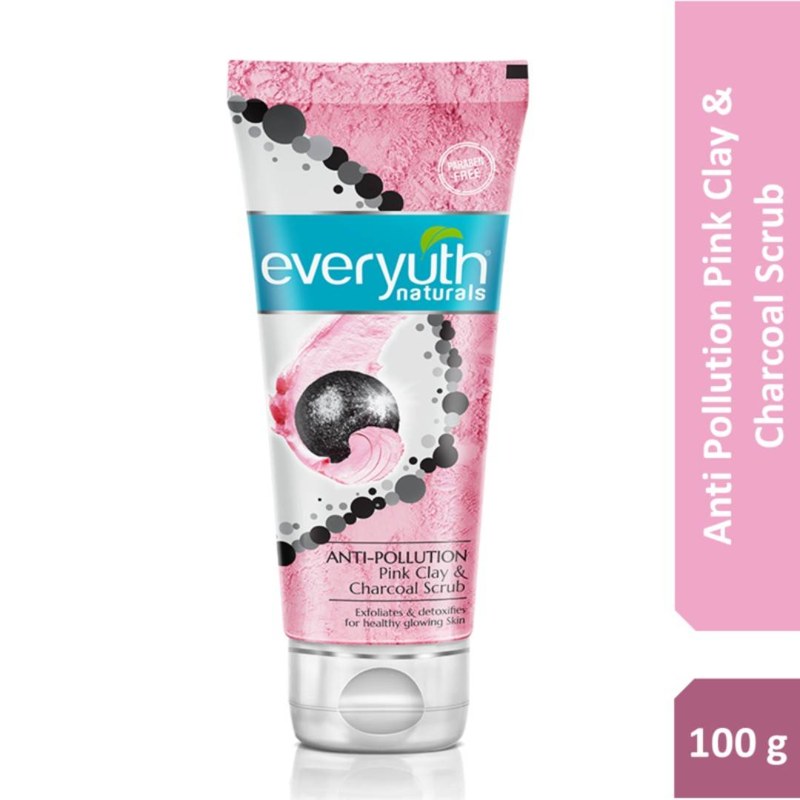 PARABEN
FREE
everyuth®
naturals
ANTI-POLLUTION
Pink Clay &
Charcoal Scrub
Exfoliates & detoxifies
for healthy glowing Skin
Anti Pollution Pink Clay &
Charcoal Scrub
100 g